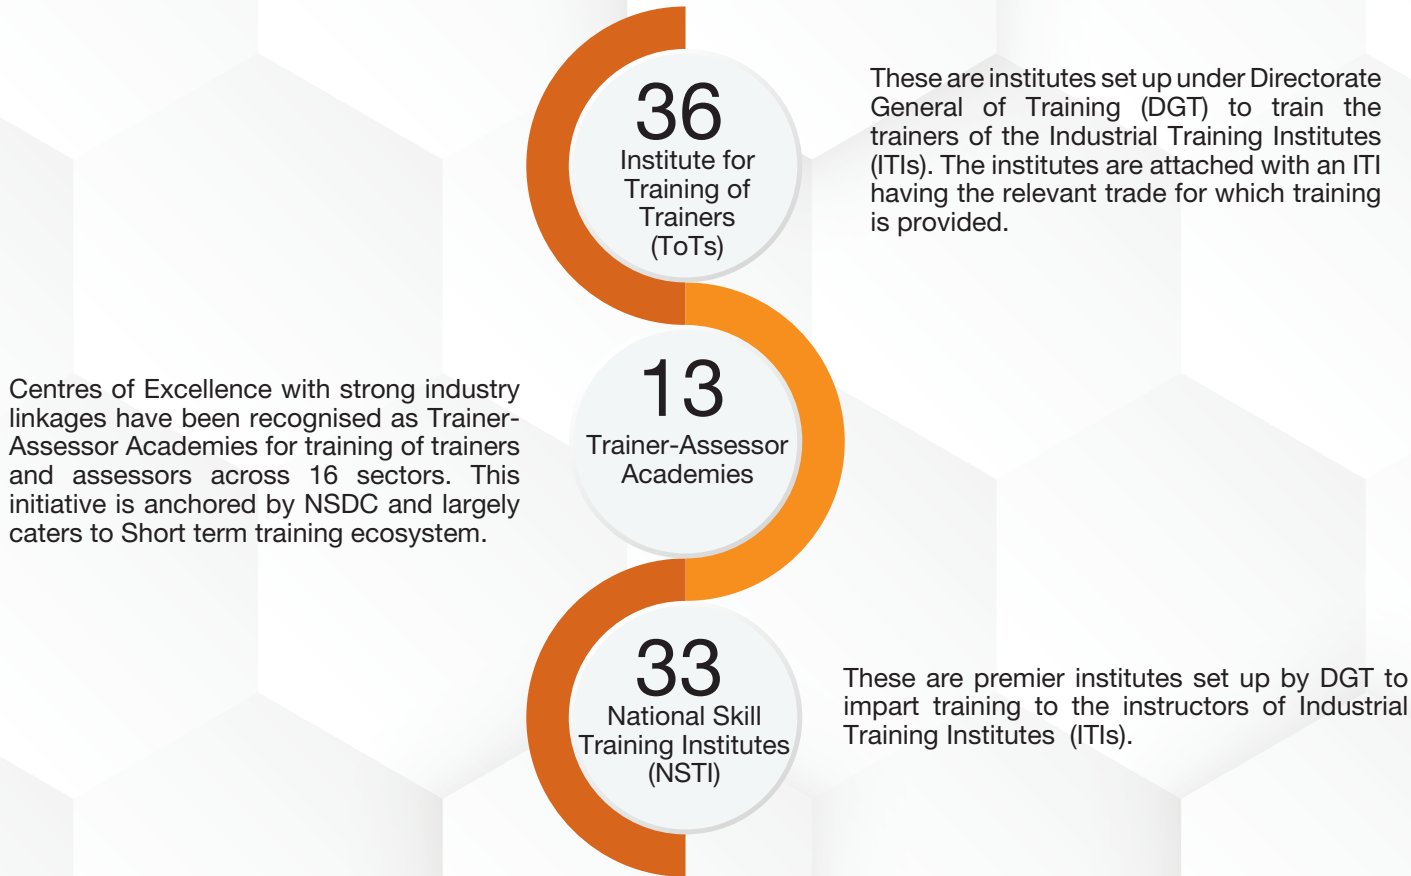 36
Institute for
Training of
Trainers
(ToTs)
These are institutes set up under Directorate
General of Training (DGT) to train the
trainers of the Industrial Training Institutes
(ITIs). The institutes are attached with an ITI
having the relevant trade for which training
is provided.
Centres of Excellence with strong industry
linkages have been recognised as Trainer-
Assessor Academies for training of trainers
and assessors across 16 sectors. This
initiative is anchored by NSDC and largely
caters to Short term training ecosystem.
13
Trainer-Assessor
Academies
33
National Skill
Training Institutes
(NSTI)
These are premier institutes set up by DGT to
impart training to the instructors of Industrial
Training Institutes (ITIs).